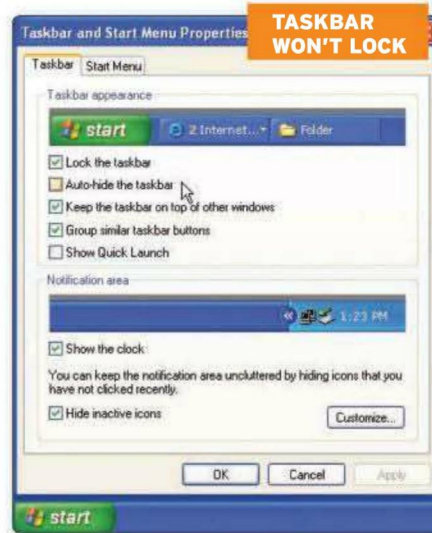 TASKBAR
WON'T LOCK
Taskbar and Start Menu Properties
Taskbar
Start Menu
Taskbar appearance
start
2 Internet...
Folder
Lock the taskbar
Auto-hide the taskbar
Keep the taskbar on top of other windows
Group similar taskbar buttons
Show Quick Launch
Notification area
«
1:23 PM
Show the clock
You can keep the notification area uncluttered by hiding icons that you
have not clicked recently.
Hide inactive icons
Customize...
OK
Cancel
Apply
start